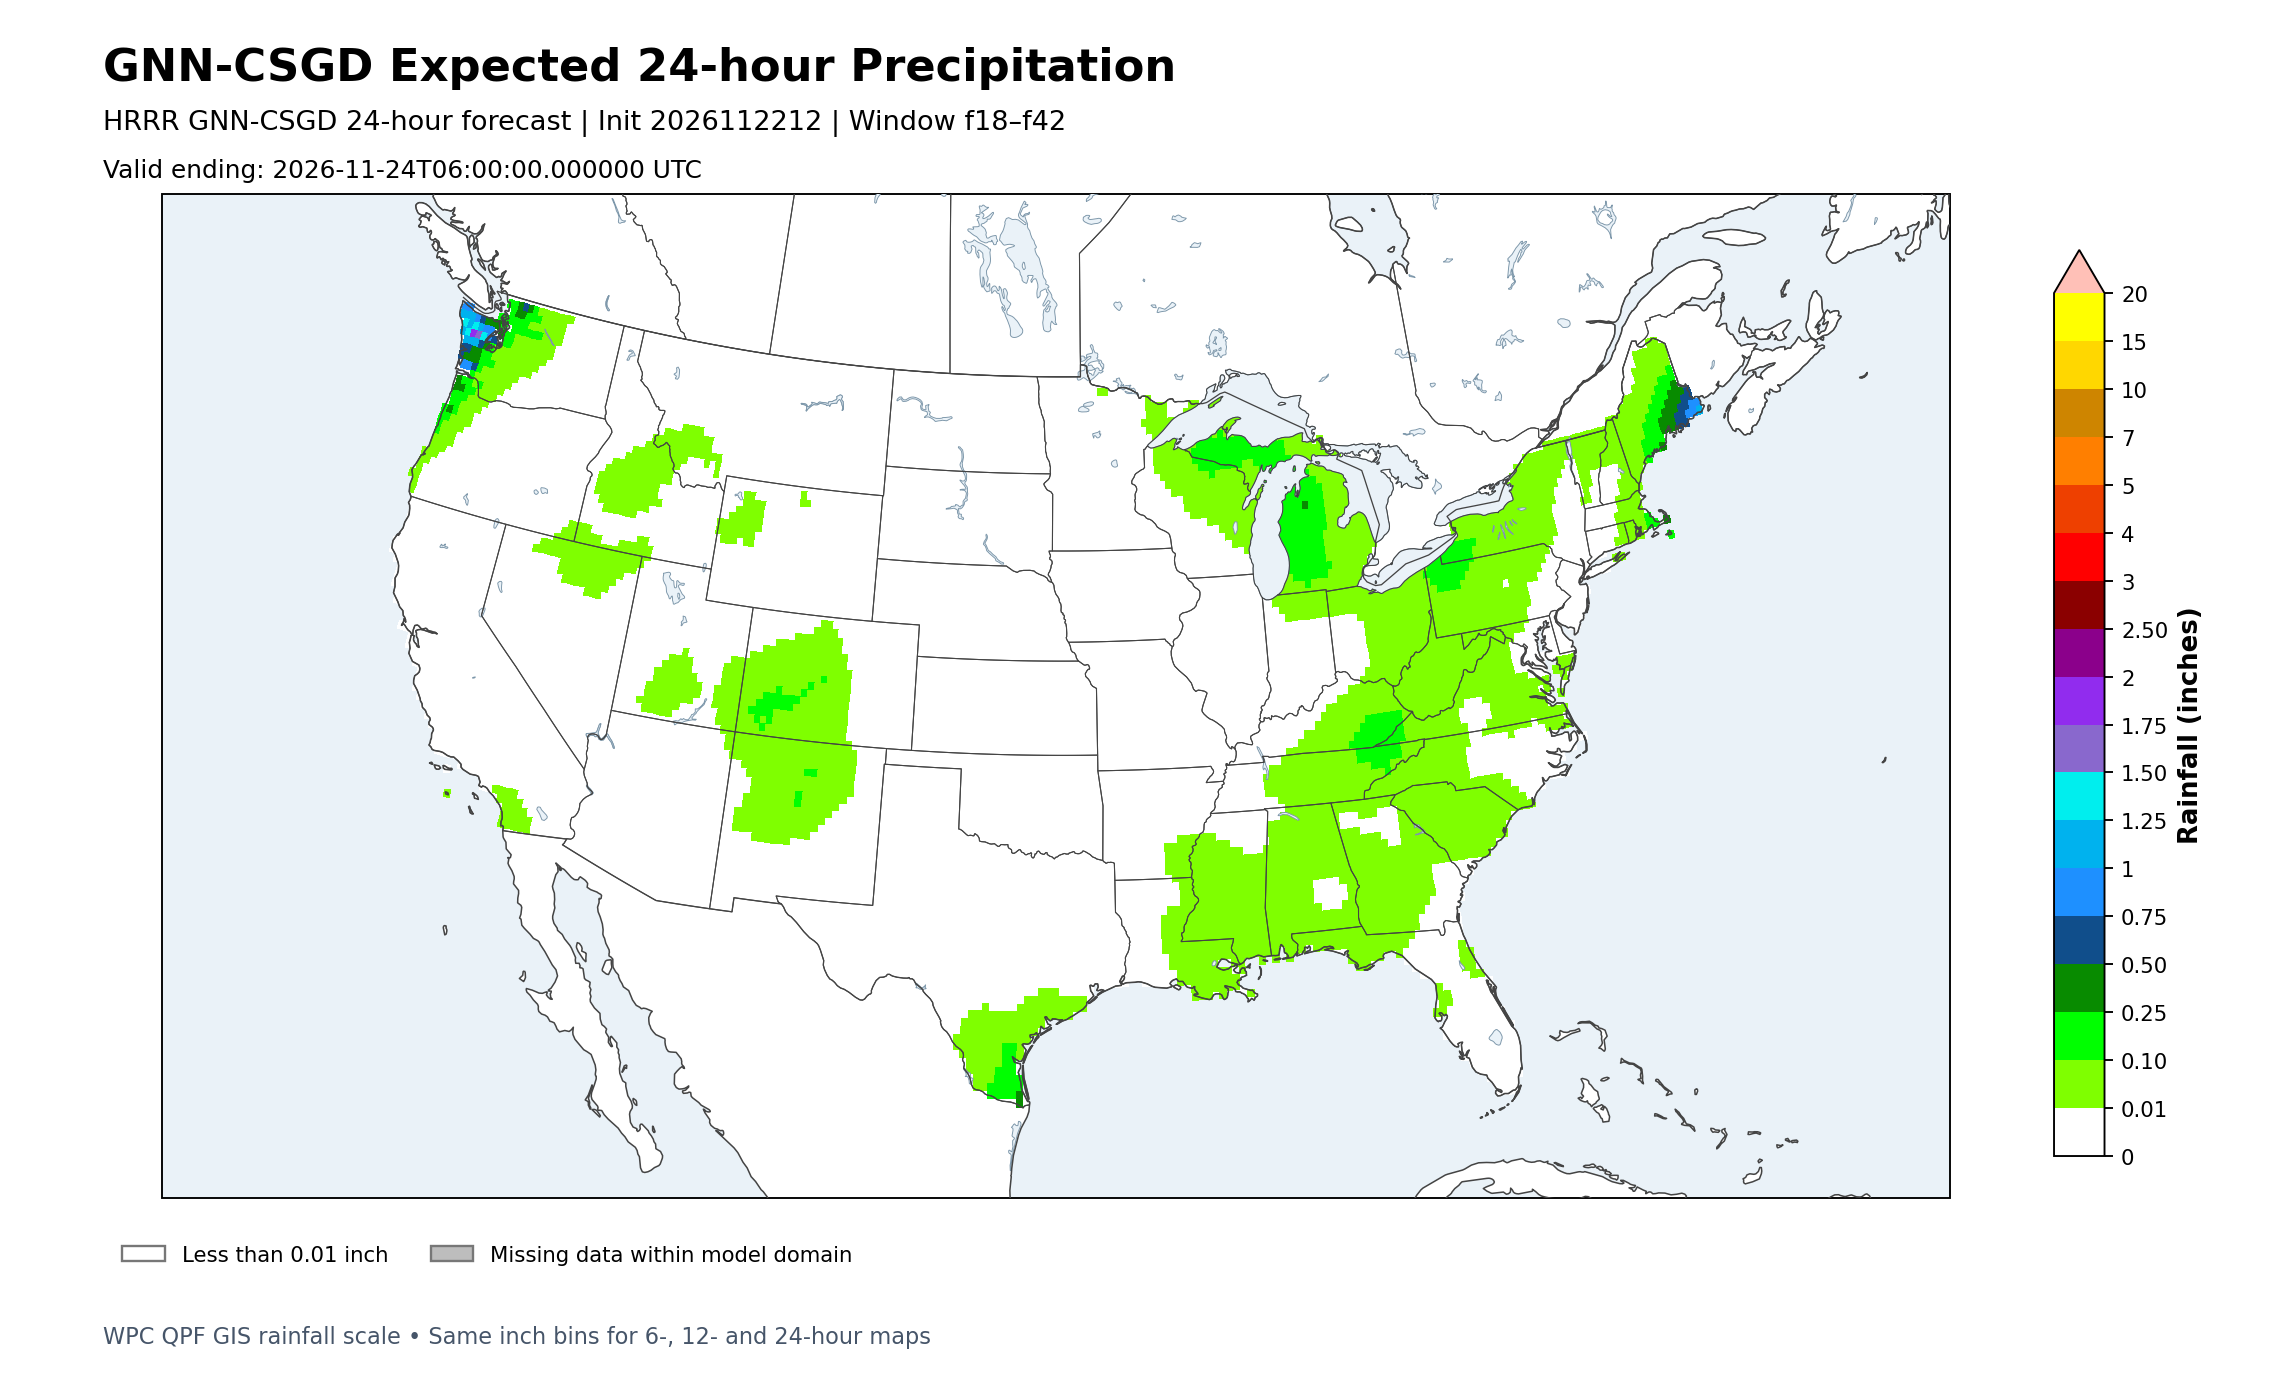 GNN-CSGD Expected 24-hour Precipitation
HRRR GNN-CSGD 24-hour forecast | Init 2026112212 | Window f18–f42
Valid ending: 2026-11-24T06:00:00.000000 UTC
20
15
10
7
5
4
3
2.50
2
1.75
1.50
1.25
1
0.75
0.50
0.25
0.10
0.01
0
Rainfall (inches)
Less than 0.01 inch
Missing data within model domain
WPC QPF GIS rainfall scale • Same inch bins for 6-, 12- and 24-hour maps